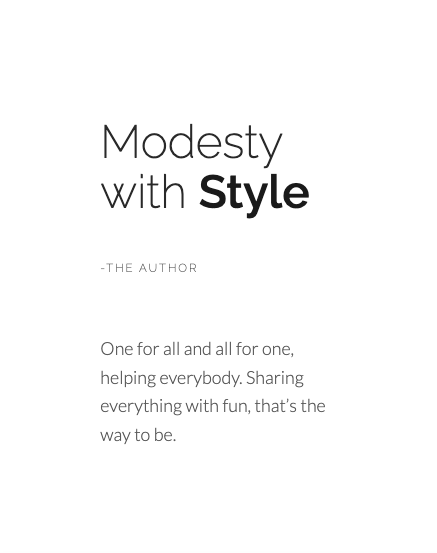 Modesty
with Style
-THE AUTHOR
One for all and all for one,
helping everybody. Sharing
everything with fun, that’s the
way to be.